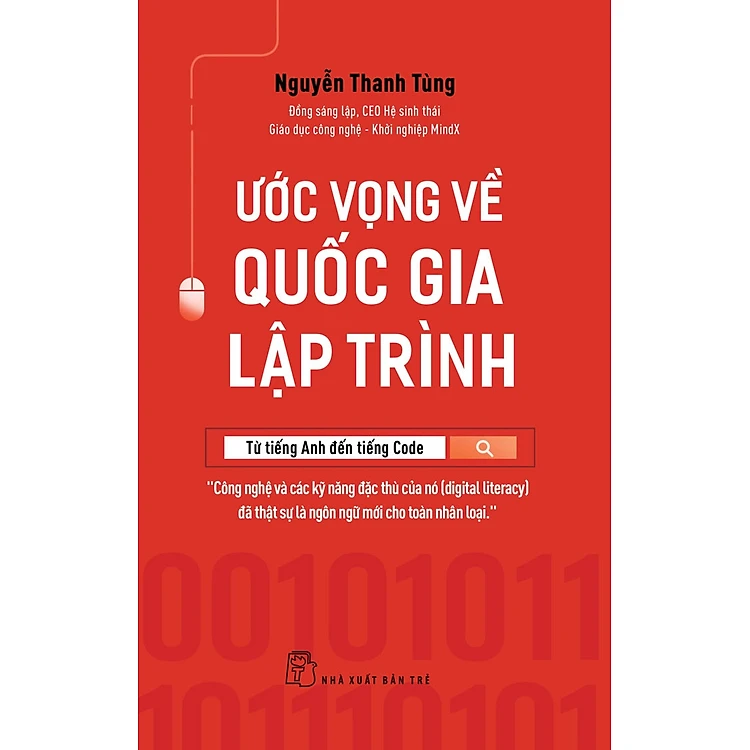 Nguyễn Thanh Tùng
Đồng sáng lập, CEO Hệ sinh thái
Giáo dục công nghệ - Khởi nghiệp MindX
ƯỚC VỌNG VỀ
QUỐC GIA
LẬP TRÌNH
Từ tiếng Anh đến tiếng Code
"Công nghệ và các kỹ năng đặc thù của nó (digital literacy)
đã thật sự là ngôn ngữ mới cho toàn nhân loại."
00101011
101110101
NHÀ XUẤT BẢN TRẺ